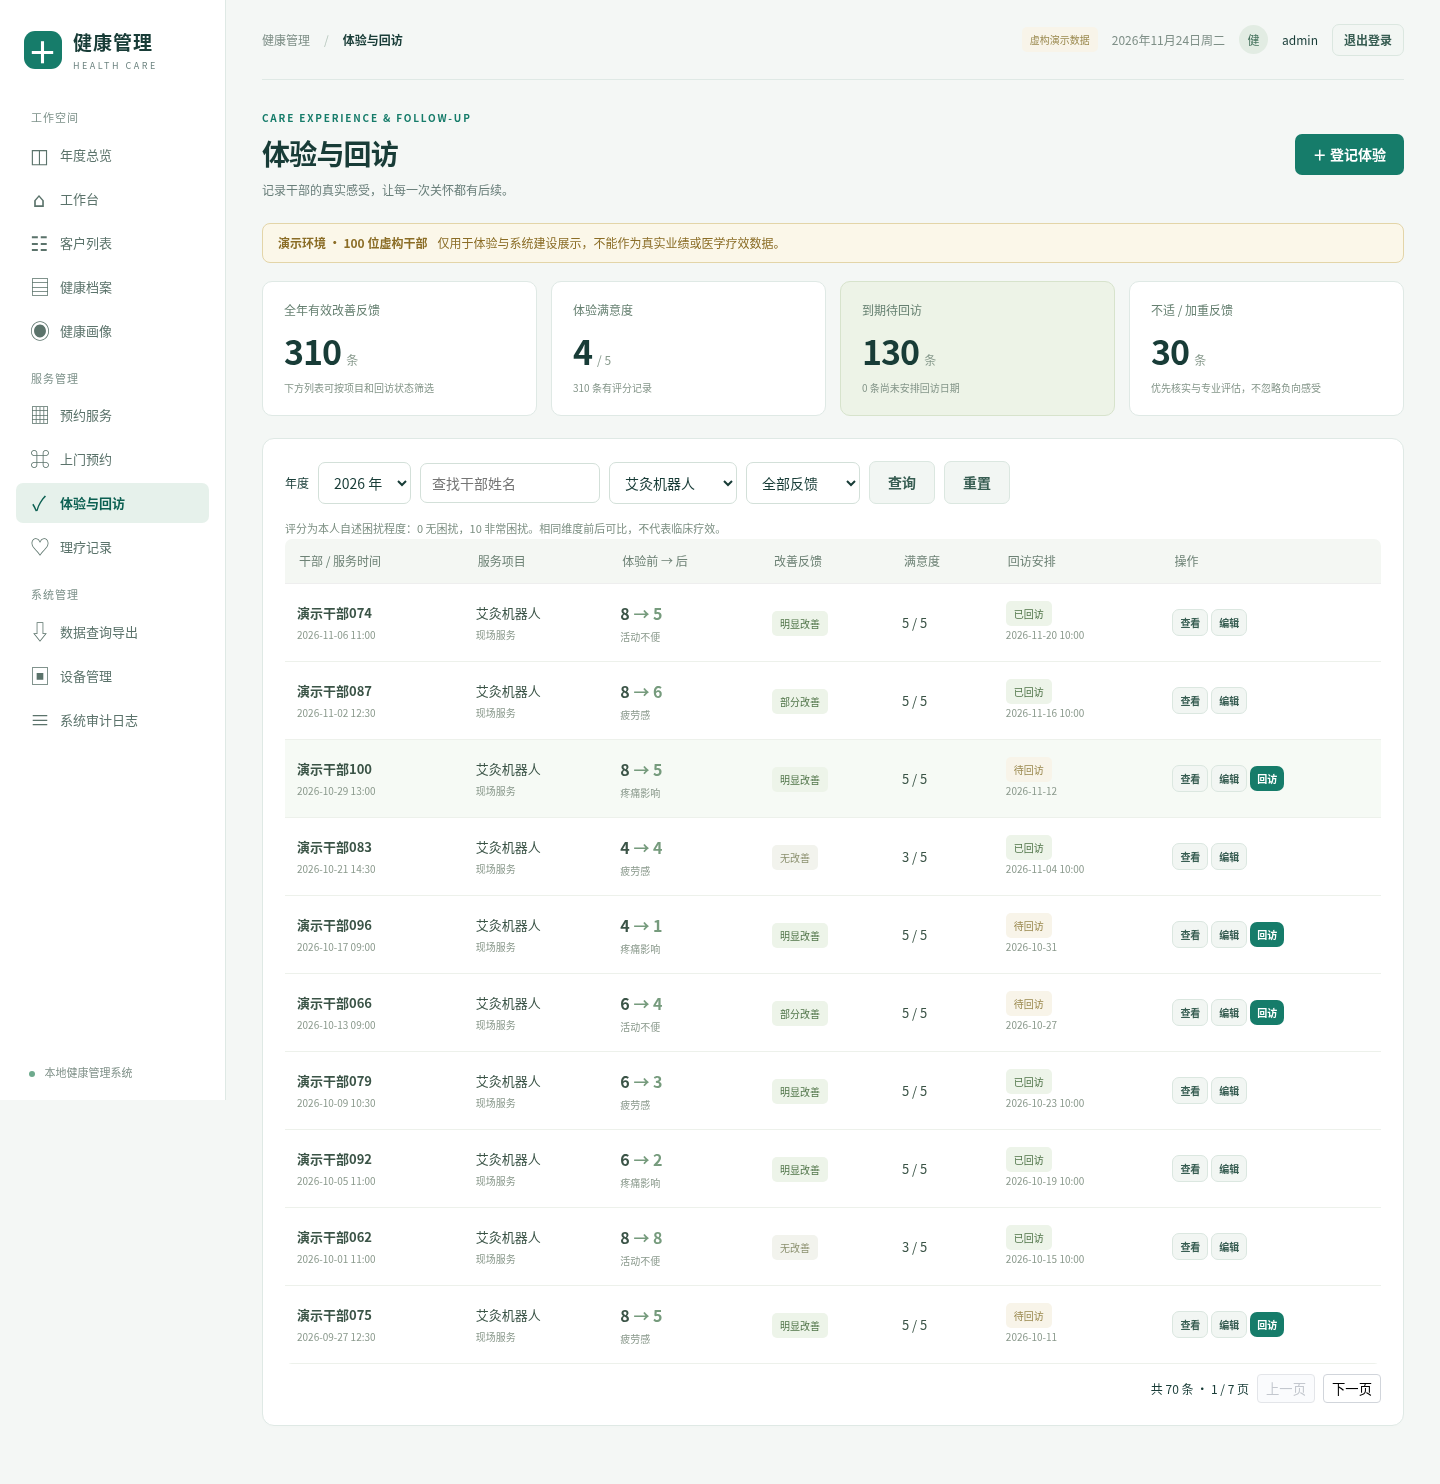 健康管理
HEALTH CARE
工作空间
年度总览
工作台
客户列表
健康档案
健康画像
服务管理
预约服务
上门预约
体验与回访
理疗记录
系统管理
数据查询导出
设备管理
系统审计日志
本地健康管理系统
健康管理 / 体验与回访
虚构演示数据 2026年11月24日周二 健 admin 退出登录
CARE EXPERIENCE & FOLLOW-UP
体验与回访
记录干部的真实感受，让每一次关怀都有后续。
＋ 登记体验
演示环境 · 100 位虚构干部 仅用于体验与系统建设展示，不能作为真实业绩或医学疗效数据。
全年有效改善反馈
310 条
下方列表可按项目和回访状态筛选
体验满意度
4 / 5
310 条有评分记录
到期待回访
130 条
0 条尚未安排回访日期
不适 / 加重反馈
30 条
优先核实与专业评估，不忽略负向感受
年度 2026 年 查找干部姓名 艾灸机器人 全部反馈 查询 重置
评分为本人自述困扰程度：0 无困扰，10 非常困扰。相同维度前后可比，不代表临床疗效。
干部 / 服务时间 服务项目 体验前 → 后 改善反馈 满意度 回访安排 操作
演示干部074 艾灸机器人 8 → 5 明显改善 5 / 5 已回访 查看 编辑
2026-11-06 11:00 现场服务 活动不便 2026-11-20 10:00
演示干部087 艾灸机器人 8 → 6 部分改善 5 / 5 已回访 查看 编辑
2026-11-02 12:30 现场服务 疲劳感 2026-11-16 10:00
演示干部100 艾灸机器人 8 → 5 明显改善 5 / 5 待回访 查看 编辑 回访
2026-10-29 13:00 现场服务 疼痛影响 2026-11-12
演示干部083 艾灸机器人 4 → 4 无改善 3 / 5 已回访 查看 编辑
2026-10-21 14:30 现场服务 疲劳感 2026-11-04 10:00
演示干部096 艾灸机器人 4 → 1 明显改善 5 / 5 待回访 查看 编辑 回访
2026-10-17 09:00 现场服务 疼痛影响 2026-10-31
演示干部066 艾灸机器人 6 → 4 部分改善 5 / 5 待回访 查看 编辑 回访
2026-10-13 09:00 现场服务 活动不便 2026-10-27
演示干部079 艾灸机器人 6 → 3 明显改善 5 / 5 已回访 查看 编辑
2026-10-09 10:30 现场服务 疲劳感 2026-10-23 10:00
演示干部092 艾灸机器人 6 → 2 明显改善 5 / 5 已回访 查看 编辑
2026-10-05 11:00 现场服务 疼痛影响 2026-10-19 10:00
演示干部062 艾灸机器人 8 → 8 无改善 3 / 5 已回访 查看 编辑
2026-10-01 11:00 现场服务 活动不便 2026-10-15 10:00
演示干部075 艾灸机器人 8 → 5 明显改善 5 / 5 待回访 查看 编辑 回访
2026-09-27 12:30 现场服务 疲劳感 2026-10-11
共 70 条 · 1 / 7 页 上一页 下一页